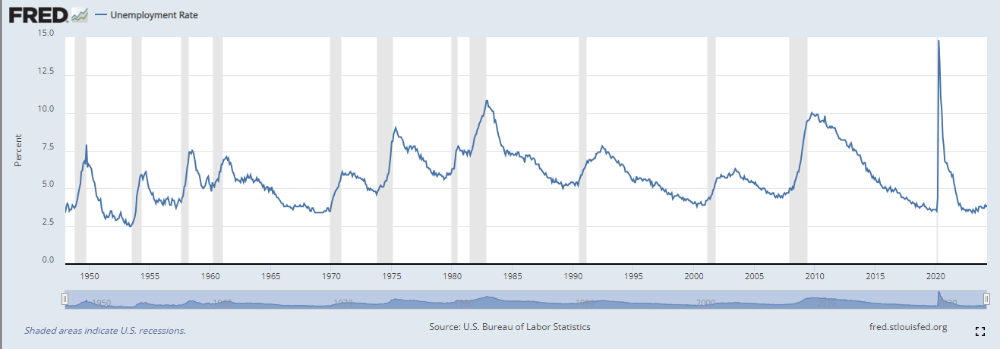 FRED Unemployment Rate
15.0
12.5
10.0
7.5
5.0
2.5
0.0
Percent
1950 1955 1960 1965 1970 1975 1980 1985 1990 1995 2000 2005 2010 2015 2020
1950 1970 2000 2010
Shaded areas indicate U.S. recessions.
Source: U.S. Bureau of Labor Statistics
fred.stlouisfed.org